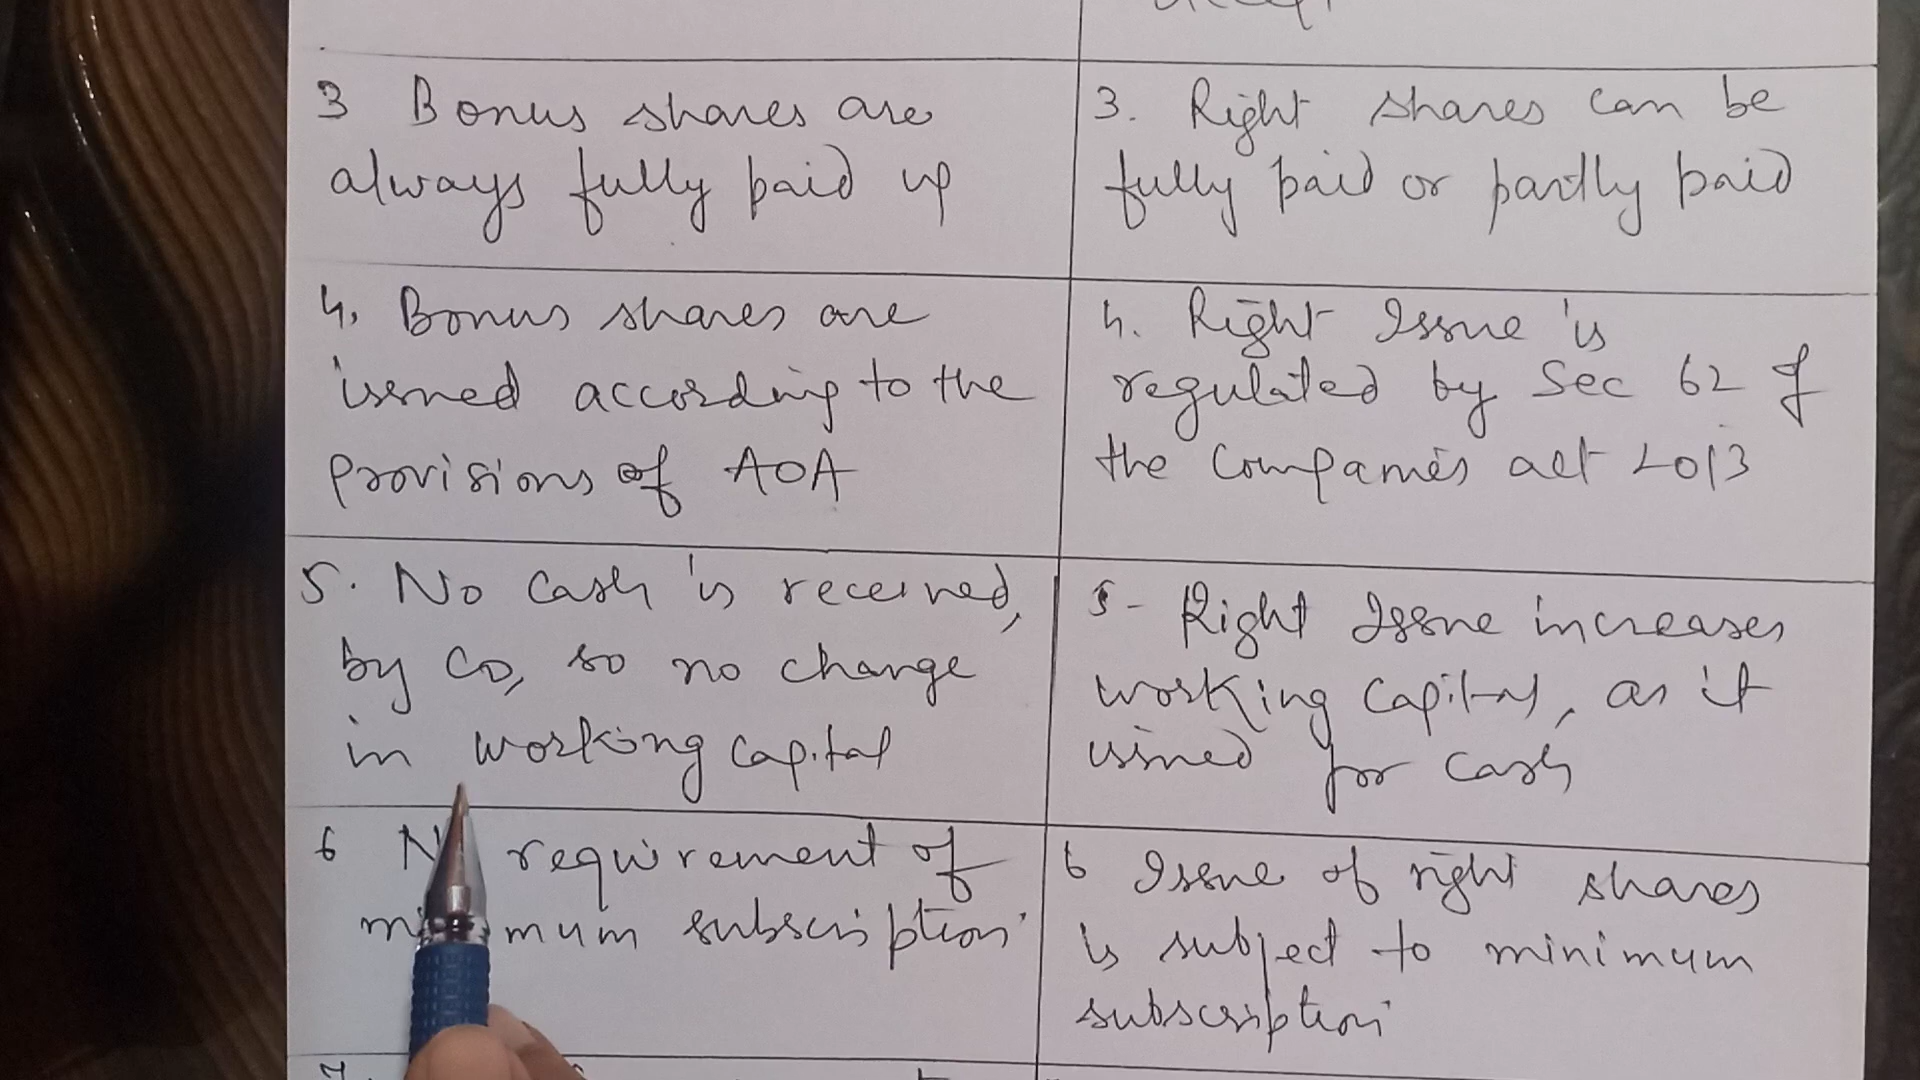 accept
3 Bonus shares are
always fully paid up
3. Right shares can be
fully paid or partly paid
4. Bonus shares are
issued according to the
provisions of AOA
4. Right Issue is
regulated by Sec 62 of
the Companies act 2013
5. No cash is received,
by Co, so no change
in working capital
5- Right Issue increases
working capital, as it
issued for cash
6 No requirement of
minimum subscription
6 Issue of right shares
is subject to minimum
subscription
7.